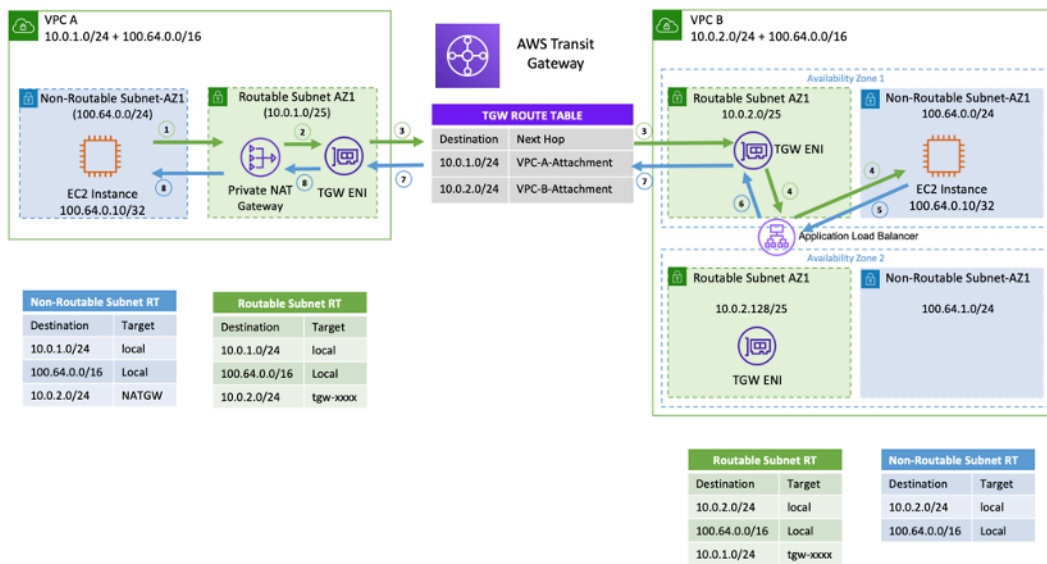 VPC A
10.0.1.0/24 + 100.64.0.0/16
Non-Routable Subnet-AZ1
(100.64.0.0/24)
1
EC2 Instance
100.64.0.10/32
8
Routable Subnet AZ1
(10.0.1.0/25)
2
8
Private NAT
Gateway
TGW ENI
3
7
AWS Transit
Gateway
TGW ROUTE TABLE
Destination Next Hop
10.0.1.0/24 VPC-A-Attachment
10.0.2.0/24 VPC-B-Attachment
3
7
VPC B
10.0.2.0/24 + 100.64.0.0/16
Availability Zone 1
Routable Subnet AZ1
10.0.2.0/25
TGW ENI
4
6
Non-Routable Subnet-AZ1
100.64.0.0/24
4
EC2 Instance
100.64.0.10/32
5
Application Load Balancer
Availability Zone 2
Routable Subnet AZ1
10.0.2.128/25
TGW ENI
Non-Routable Subnet-AZ1
100.64.1.0/24
Non-Routable Subnet RT
Destination Target
10.0.1.0/24 local
100.64.0.0/16 Local
10.0.2.0/24 NATGW
Routable Subnet RT
Destination Target
10.0.1.0/24 local
100.64.0.0/16 Local
10.0.2.0/24 tgw-xxxx
Routable Subnet RT
Destination Target
10.0.2.0/24 local
100.64.0.0/16 Local
10.0.1.0/24 tgw-xxxx
Non-Routable Subnet RT
Destination Target
10.0.2.0/24 local
100.64.0.0/16 Local